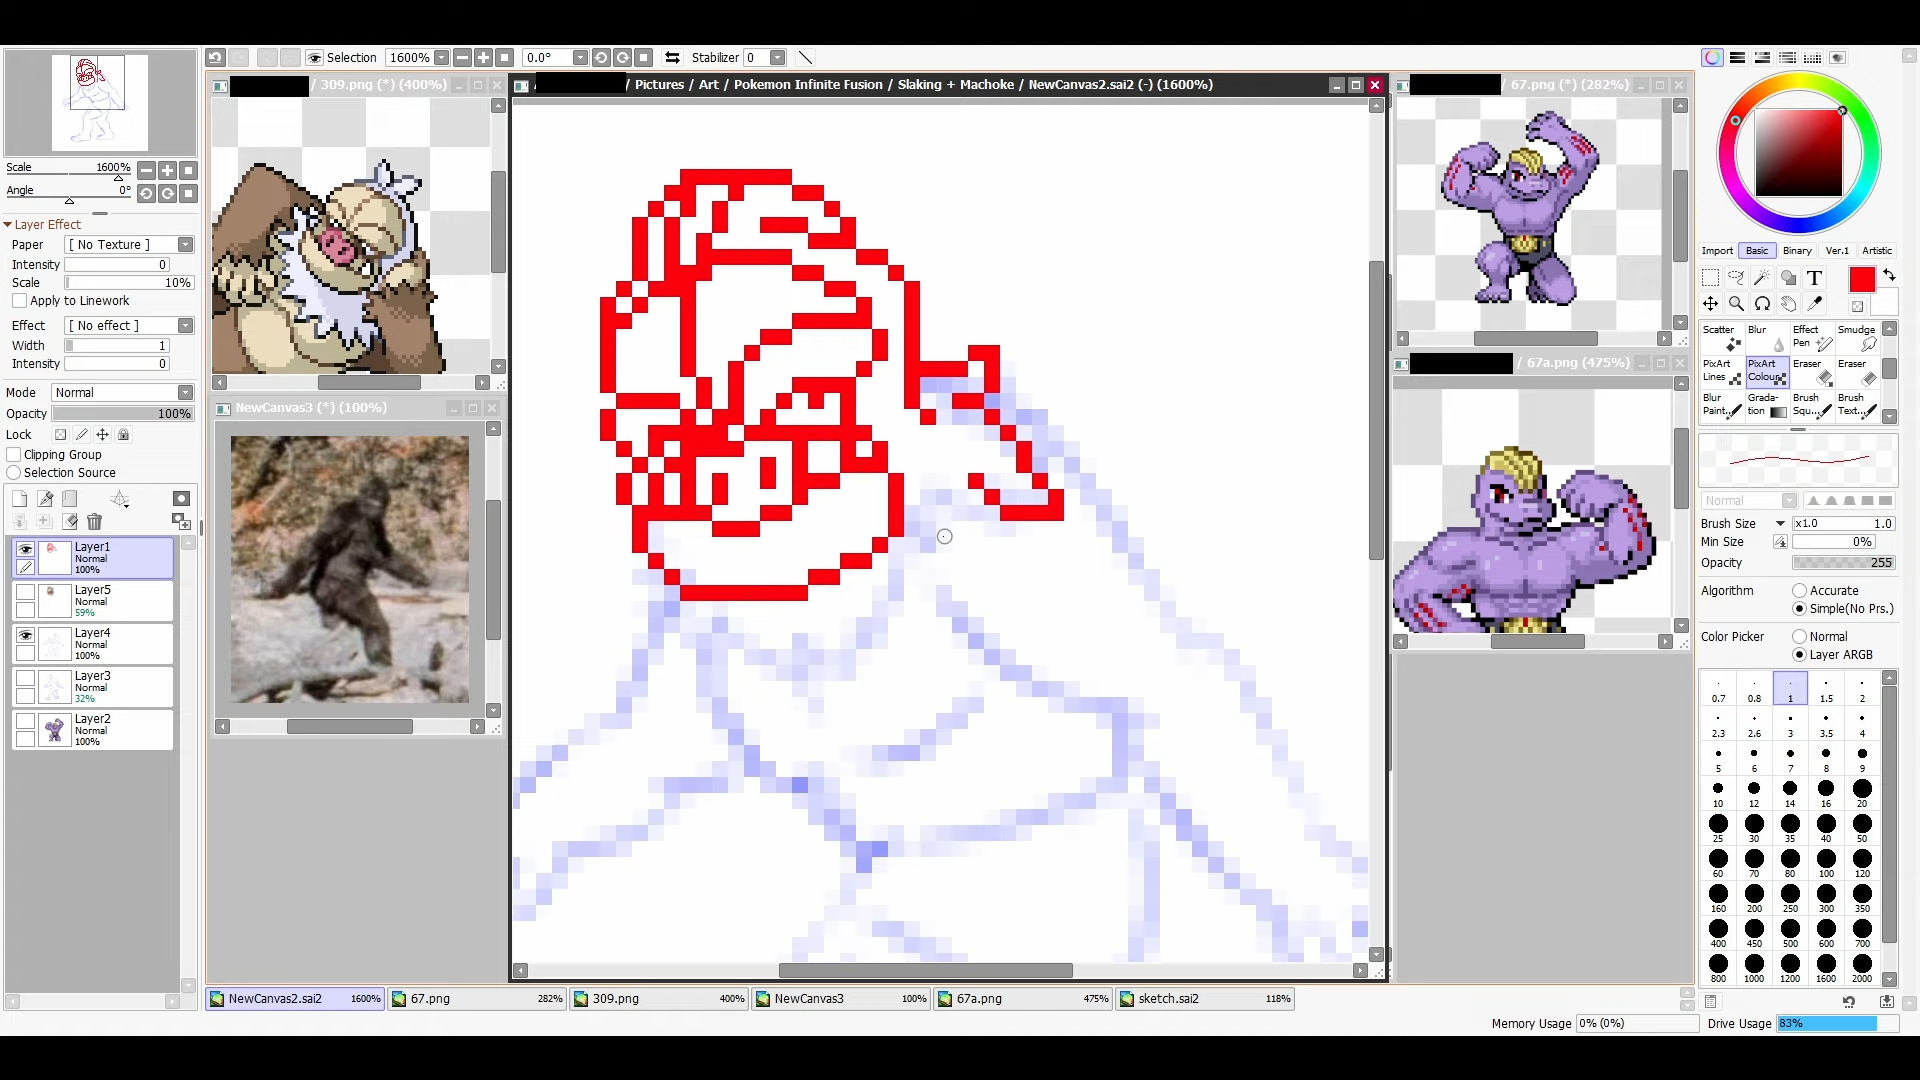 Selection
1600%
0.0°
Stabilizer 0
/ 309.png (*) (400%)
/ Pictures / Art / Pokemon Infinite Fusion / Slaking + Machoke / NewCanvas2.sai2 (-) (1600%)
/ 67.png (*) (282%)
Scale 1600%
Angle 0°
Layer Effect
Paper [ No Texture ]
Intensity 0
Scale 10%
Apply to Linework
Effect [ No effect ]
Width 1
Intensity 0
Mode Normal
Opacity 100%
Lock
Clipping Group
Selection Source
Layer1
Normal
100%
Layer5
Normal
59%
Layer4
Normal
100%
Layer3
Normal
32%
Layer2
Normal
100%
NewCanvas3 (*) (100%)
/ 67a.png (*) (475%)
Import Basic Binary Ver.1 Artistic
T
Scatter Blur Effect Pen Smudge
PixArt Lines PixArt Colour Eraser Eraser
Blur Paint.. Grada-tion Brush Squ.. Brush Text..
Normal
Brush Size x1.0 1.0
Min Size 0%
Opacity 255
Algorithm Accurate
Simple(No Prs.)
Color Picker Normal
Layer ARGB
0.7 0.8 1 1.5 2
2.3 2.6 3 3.5 4
5 6 7 8 9
10 12 14 16 20
25 30 35 40 50
60 70 80 100 120
160 200 250 300 350
400 450 500 600 700
800 1000 1200 1600 2000
NewCanvas2.sai2 1600%
67.png 282%
309.png 400%
NewCanvas3 100%
67a.png 475%
sketch.sai2 118%
Memory Usage 0% (0%)
Drive Usage 83%